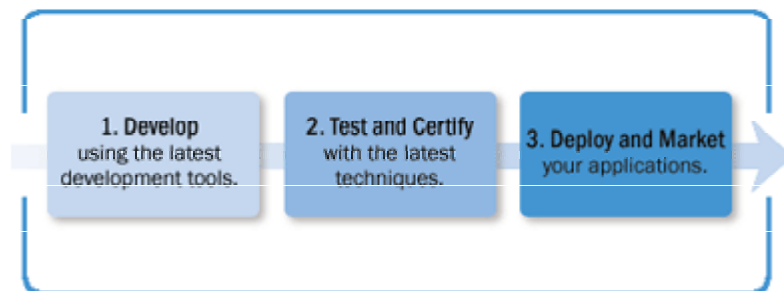 1. Develop
using the latest
development tools.
2. Test and Certify
with the latest
techniques.
3. Deploy and Market
your applications.